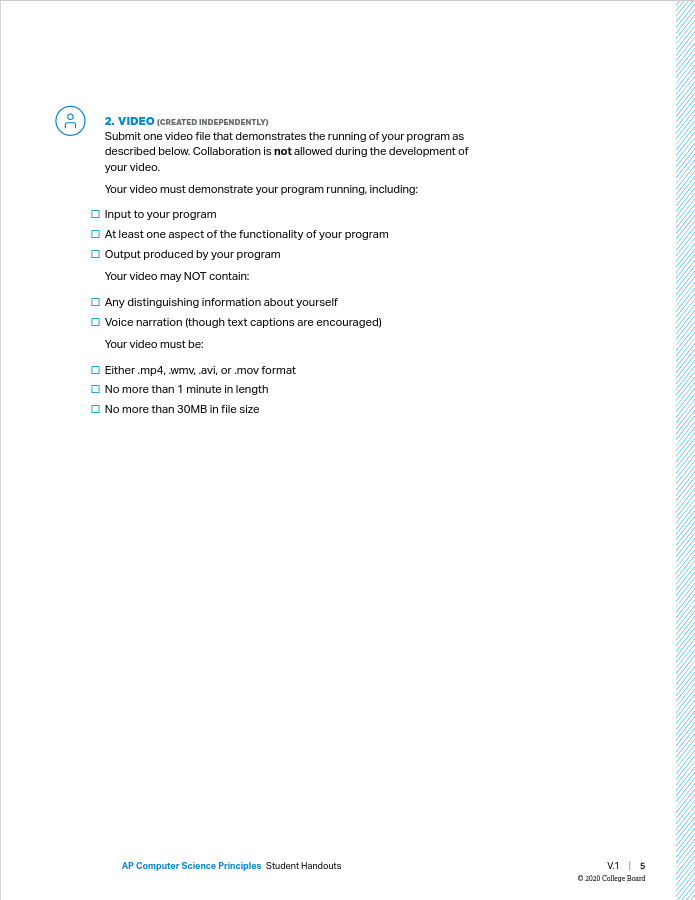 2. VIDEO (CREATED INDEPENDENTLY)
Submit one video file that demonstrates the running of your program as
described below. Collaboration is not allowed during the development of
your video.
Your video must demonstrate your program running, including:
Input to your program
At least one aspect of the functionality of your program
Output produced by your program
Your video may NOT contain:
Any distinguishing information about yourself
Voice narration (though text captions are encouraged)
Your video must be:
Either .mp4, .wmv, .avi, or .mov format
No more than 1 minute in length
No more than 30MB in file size
AP Computer Science Principles Student Handouts
V.1 | 5
© 2020 College Board